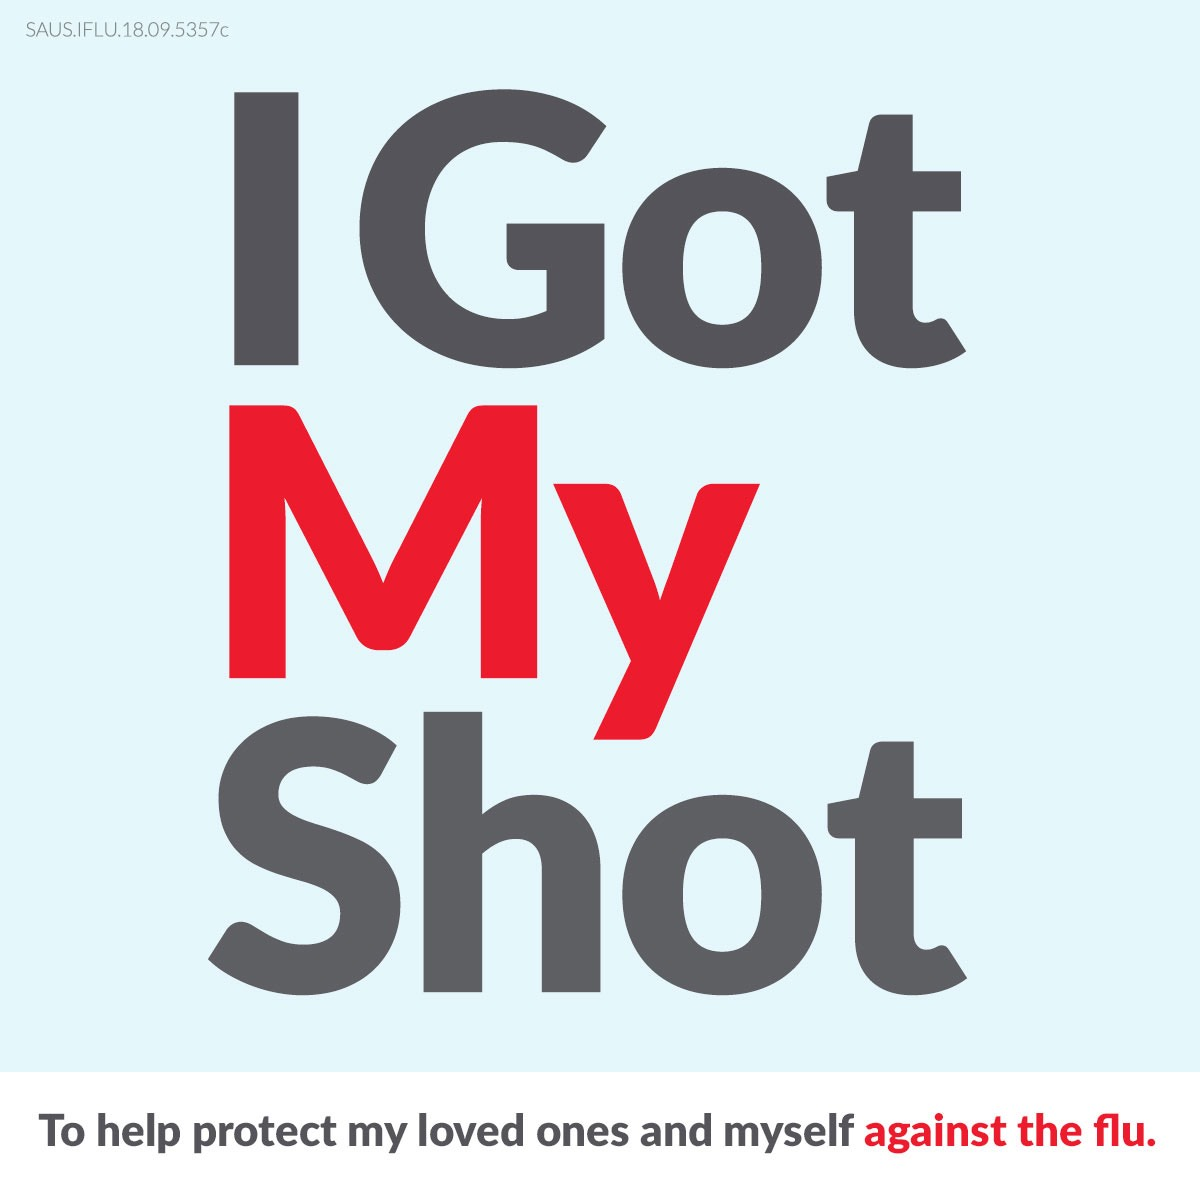 SAUS.IFLU.18.09.5357c
I Got
My
Shot
To help protect my loved ones and myself against the flu.